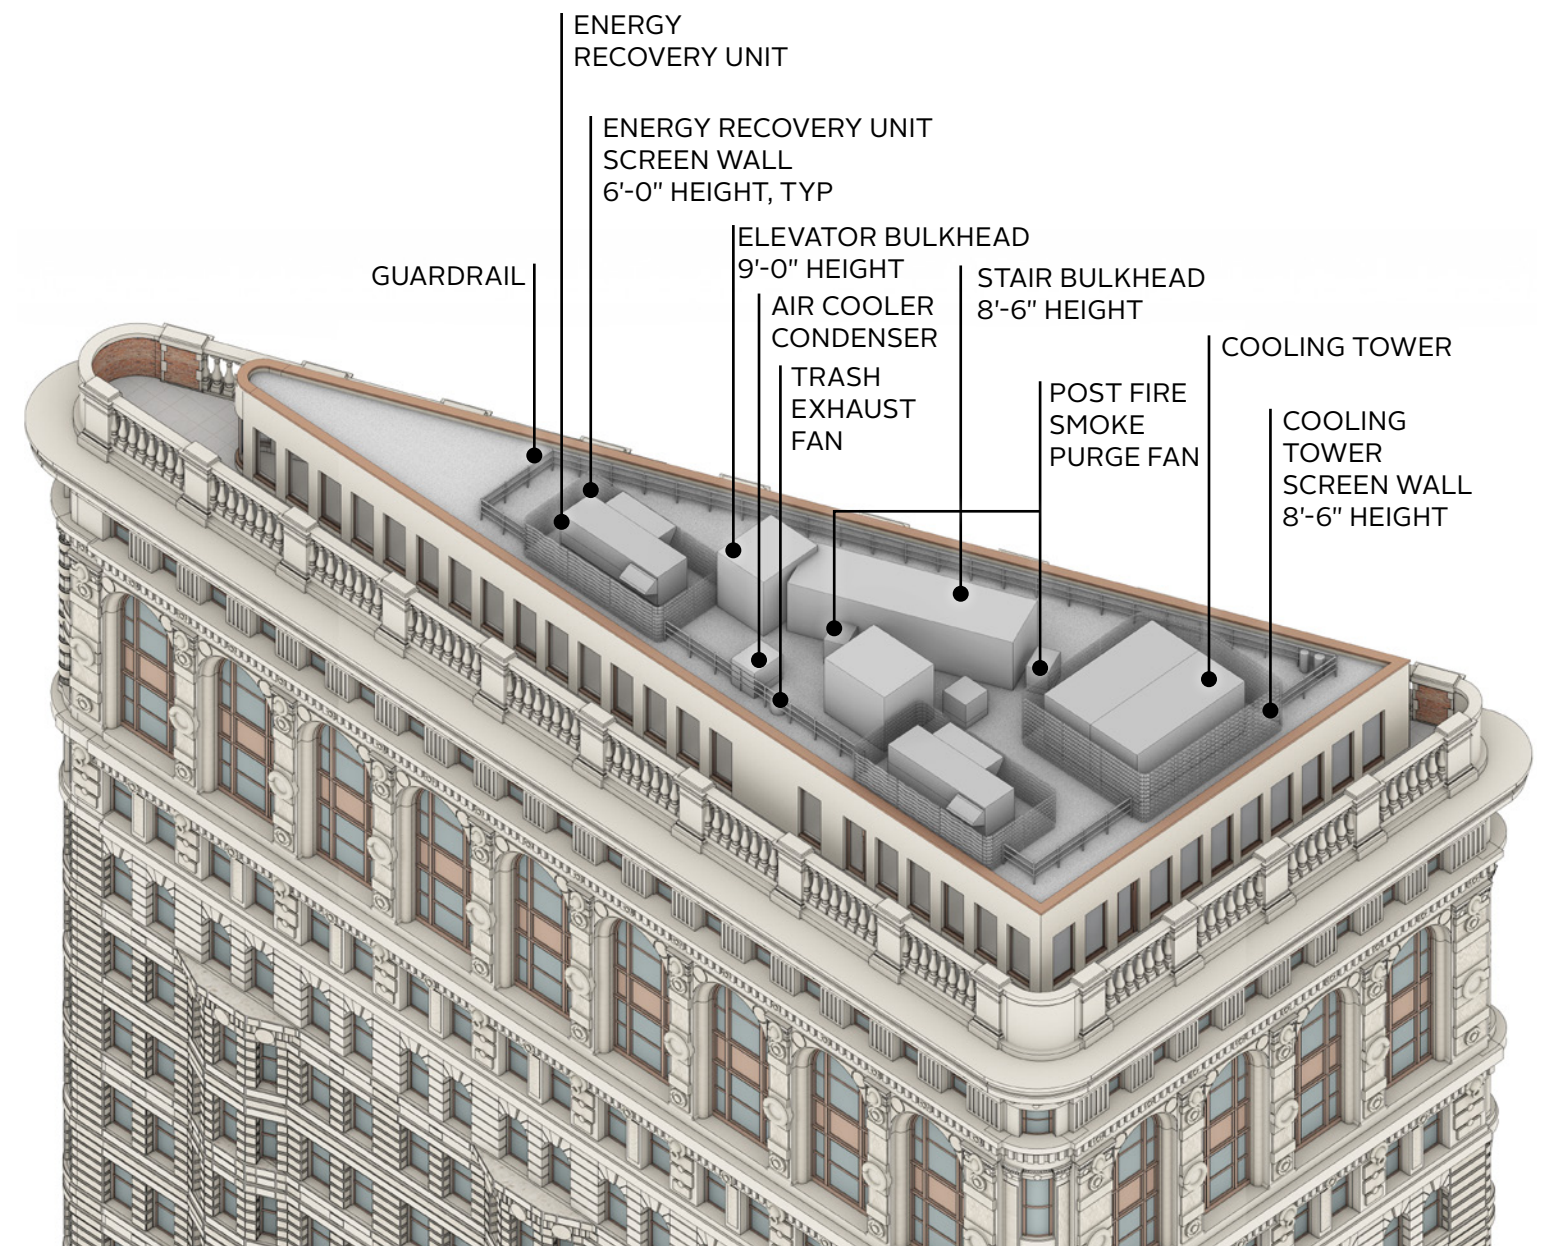 ENERGY
RECOVERY UNIT
ENERGY RECOVERY UNIT
SCREEN WALL
6'-0" HEIGHT, TYP
ELEVATOR BULKHEAD
9'-0" HEIGHT
GUARDRAIL
STAIR BULKHEAD
8'-6" HEIGHT
AIR COOLER
CONDENSER
COOLING TOWER
TRASH
EXHAUST
FAN
POST FIRE
SMOKE
PURGE FAN
COOLING
TOWER
SCREEN WALL
8'-6" HEIGHT